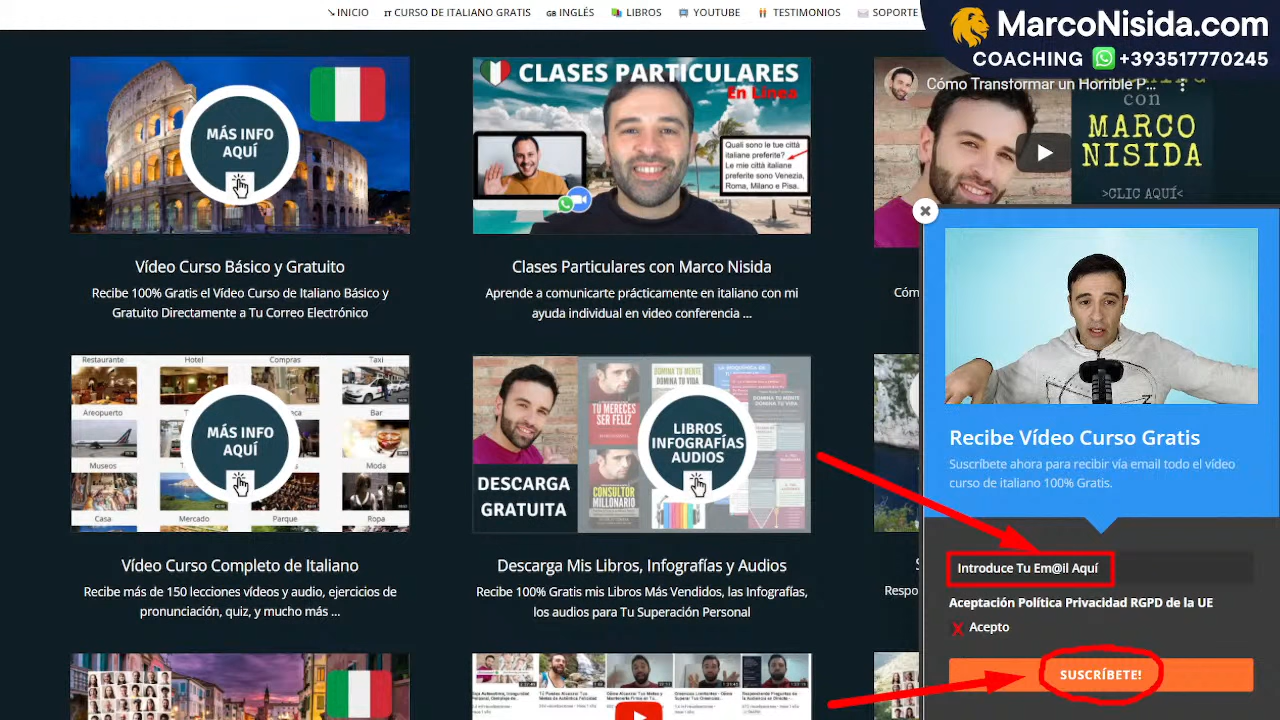 ↘INICIO
IT CURSO DE ITALIANO GRATIS
GB INGLÉS
LIBROS
YOUTUBE
TESTIMONIOS
SOPORTE
MarcoNisida.com
COACHING +393517770245
MÁS INFO
AQUÍ
Vídeo Curso Básico y Gratuito
Recibe 100% Gratis el Vídeo Curso de Italiano Básico y
Gratuito Directamente a Tu Correo Electrónico
CLASES PARTICULARES
En Línea
Quali sono le tue città
italiane preferite?
Le mie città italiane
preferite sono Venezia,
Roma, Milano e Pisa.
Clases Particulares con Marco Nisida
Aprende a comunicarte prácticamente en italiano con mi
ayuda individual en video conferencia ...
Cómo Transformar un Horrible P...
con
MARCO
NISIDA
>CLIC AQUÍ<
Cóm
Restaurante
Hotel
Compras
Taxi
Areopuerto
Bar
Museos
Moda
Casa
Mercado
Parque
Ropa
MÁS INFO
AQUÍ
Vídeo Curso Completo de Italiano
Recibe más de 150 lecciones vídeos y audio, ejercicios de
pronunciación, quiz, y mucho más ...
DESCARGA
GRATUITA
TU MERECES
SER FELIZ
CONSULTOR
MILLONARIO
DOMINA TU MENTE
DOMINA TU VIDA
LIBROS
INFOGRAFÍAS
AUDIOS
Descarga Mis Libros, Infografías y Audios
Recibe 100% Gratis mis Libros Más Vendidos, las Infografías,
los audios para Tu Superación Personal
S
Respo
Recibe Vídeo Curso Gratis
Suscríbete ahora para recibir vía email todo el vídeo
curso de italiano 100% Gratis.
Introduce Tu Em@il Aquí
Aceptación Política Privacidad RGPD de la UE
X Acepto
SUSCRÍBETE!